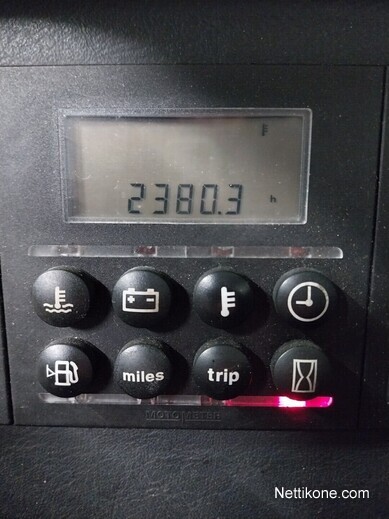 2380.3 h
miles trip
MOTOMETER
Nettikone.com